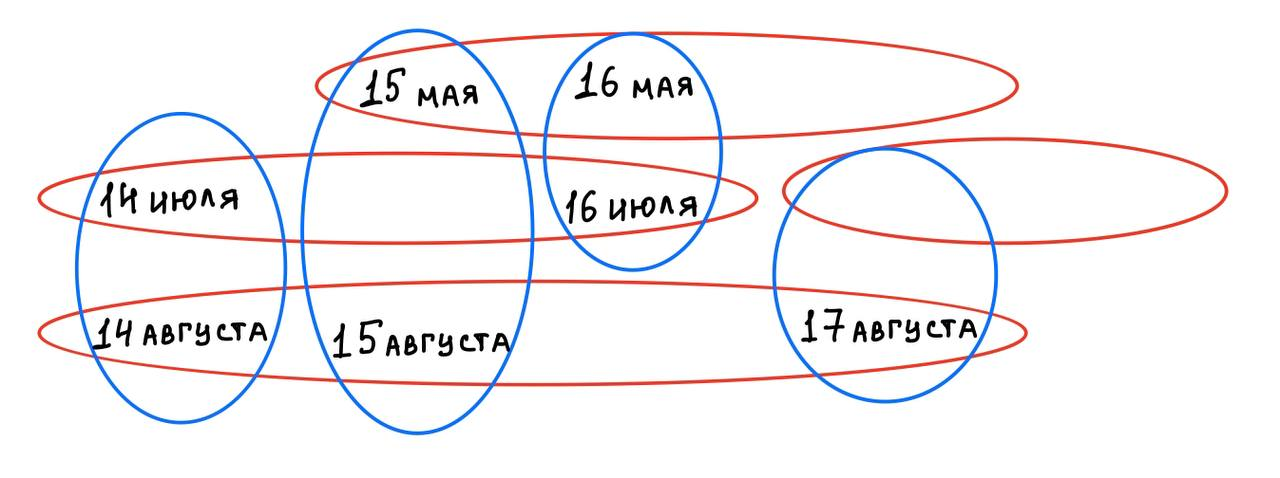 15 мая
16 мая
14 июля
16 июля
14 августа
15 августа
17 августа